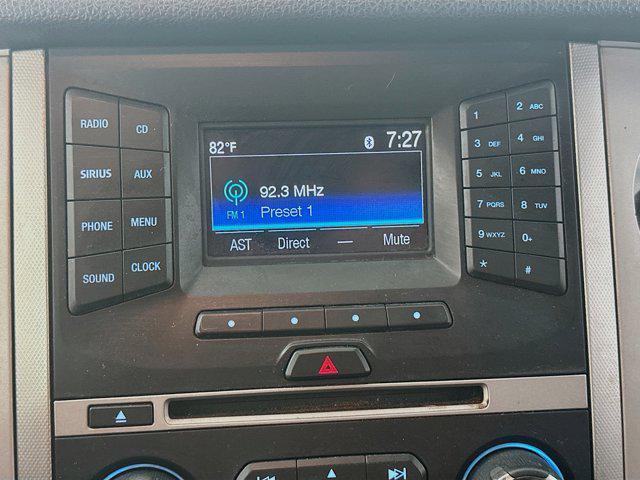 RADIO CD
SIRIUS AUX
PHONE MENU
SOUND CLOCK
82°F 7:27
92.3 MHz
FM 1 Preset 1
AST Direct — Mute
1 2 ABC
3 DEF 4 GHI
5 JKL 6 MNO
7 PQRS 8 TUV
9 WXYZ 0+
* #